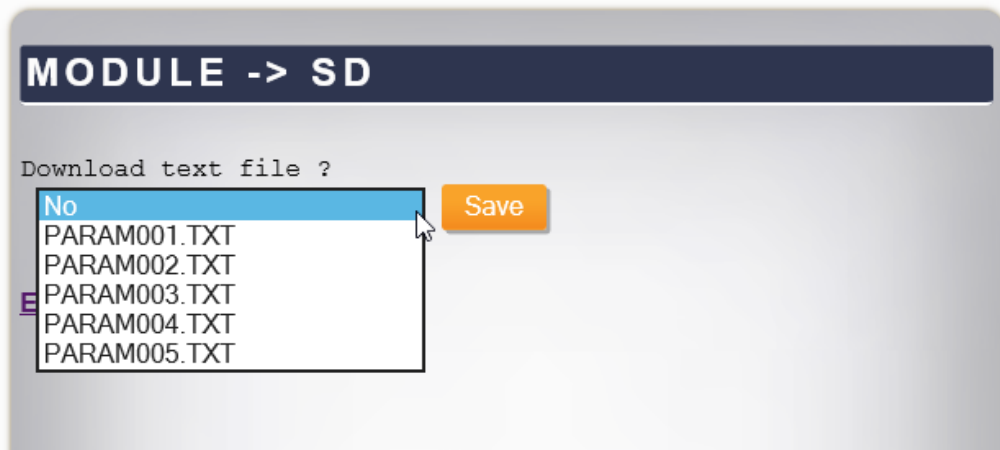 MODULE -> SD
Download text file ?
No
Save
PARAM001.TXT
PARAM002.TXT
PARAM003.TXT
PARAM004.TXT
PARAM005.TXT